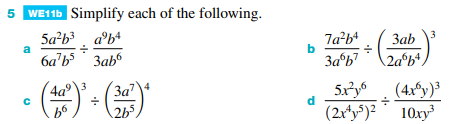 5 WE11b Simplify each of the following.
a 5a²b³/6a⁷b⁵ ÷ a⁹b⁴/3ab⁶ b 7a²b⁴/3a⁶b⁷ ÷ (3ab/2a⁶b⁴)³
c (4a⁹/b⁶)³ ÷ (3a⁷/2b⁵)⁴ d 5x²y⁶/(2x⁴y⁵)² ÷ (4x⁶y)³/10xy³